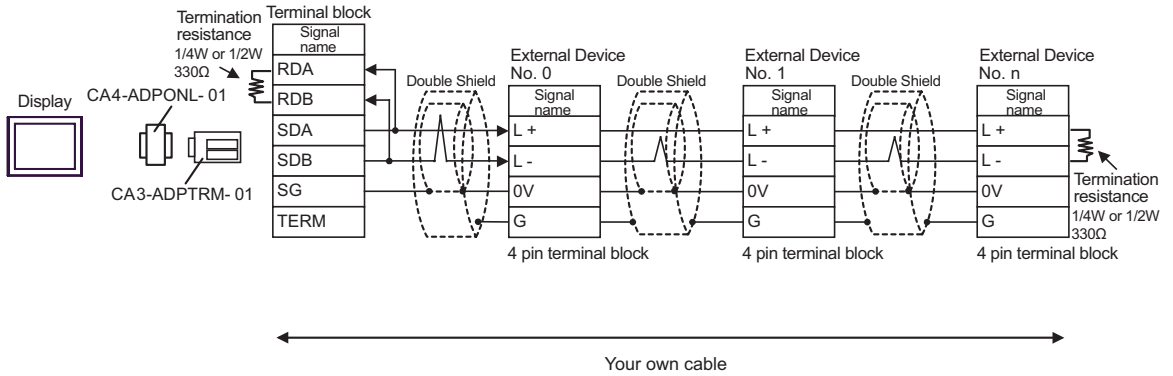 Display
CA4-ADPONL- 01
CA3-ADPTRM- 01
Termination
resistance
1/4W or 1/2W
330Ω
Terminal block
Signal
name
RDA
RDB
SDA
SDB
SG
TERM
Double Shield
External Device
No. 0
Signal
name
L +
L -
0V
G
4 pin terminal block
Double Shield
External Device
No. 1
Signal
name
L +
L -
0V
G
4 pin terminal block
Double Shield
External Device
No. n
Signal
name
L +
L -
0V
G
4 pin terminal block
Termination
resistance
1/4W or 1/2W
330Ω
Your own cable